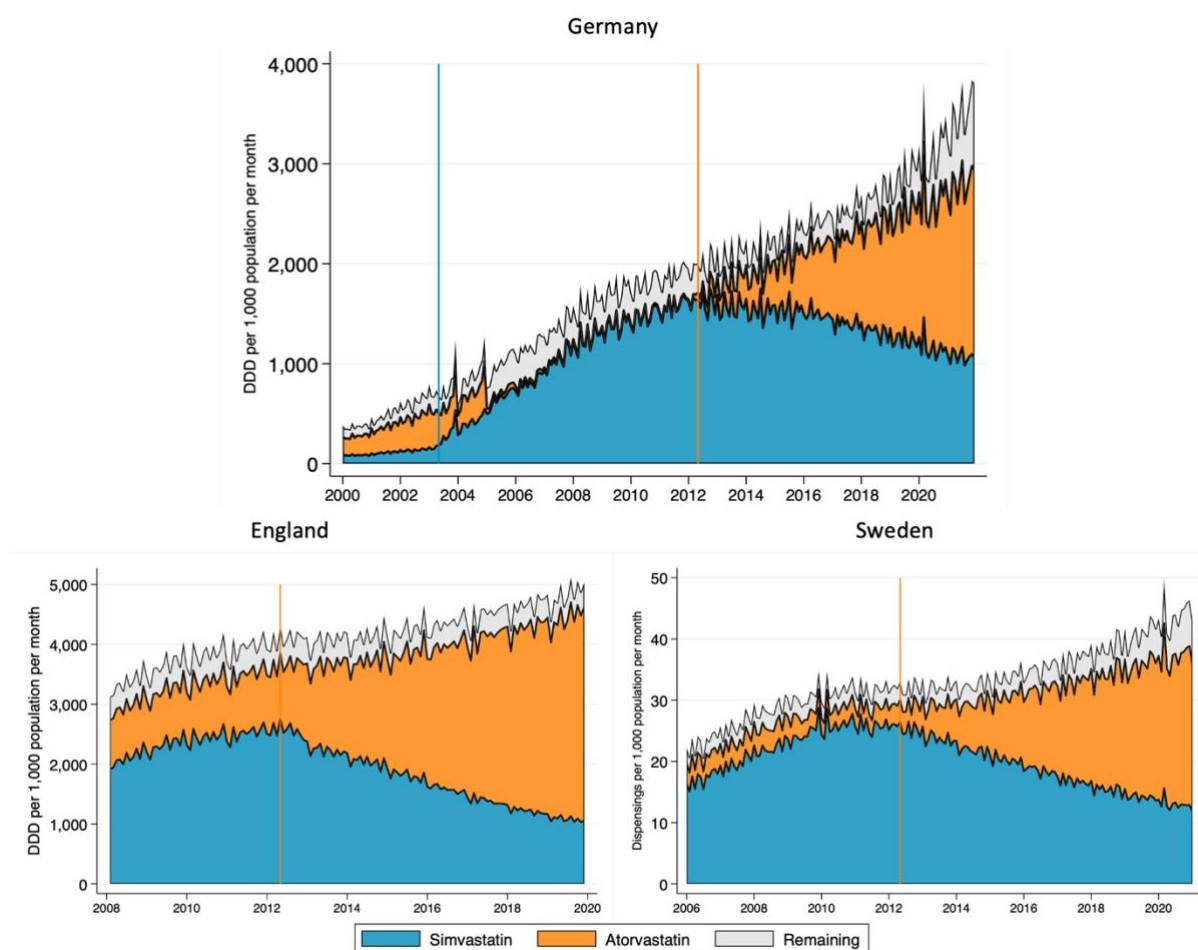 Germany
DDD per 1,000 population per month
4,000
3,000
2,000
1,000
0
2000 2002 2004 2006 2008 2010 2012 2014 2016 2018 2020
England
DDD per 1,000 population per month
5,000
4,000
3,000
2,000
1,000
0
2008 2010 2012 2014 2016 2018 2020
Sweden
Dispensings per 1,000 population per month
50
40
30
20
10
0
2006 2008 2010 2012 2014 2016 2018 2020
Simvastatin Atorvastatin Remaining